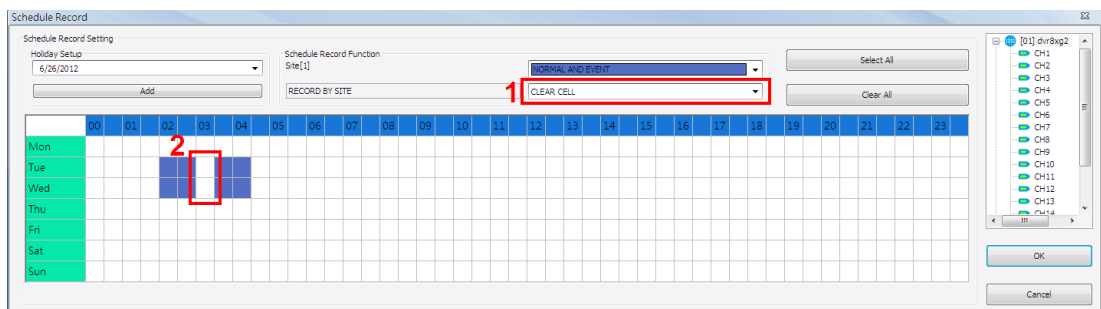 Schedule Record
Schedule Record Setting
Holiday Setup
6/26/2012
Add
Schedule Record Function
Site[1]
NORMAL AND EVENT
RECORD BY SITE
1
CLEAR CELL
Select All
Clear All
00 01 02 03 04 05 06 07 08 09 10 11 12 13 14 15 16 17 18 19 20 21 22 23
Mon
2
Tue
Wed
Thu
Fri
Sat
Sun
[01] dvr8xg2
CH1
CH2
CH3
CH4
CH5
CH6
CH7
CH8
CH9
CH10
CH11
CH12
CH13
CH14
OK
Cancel